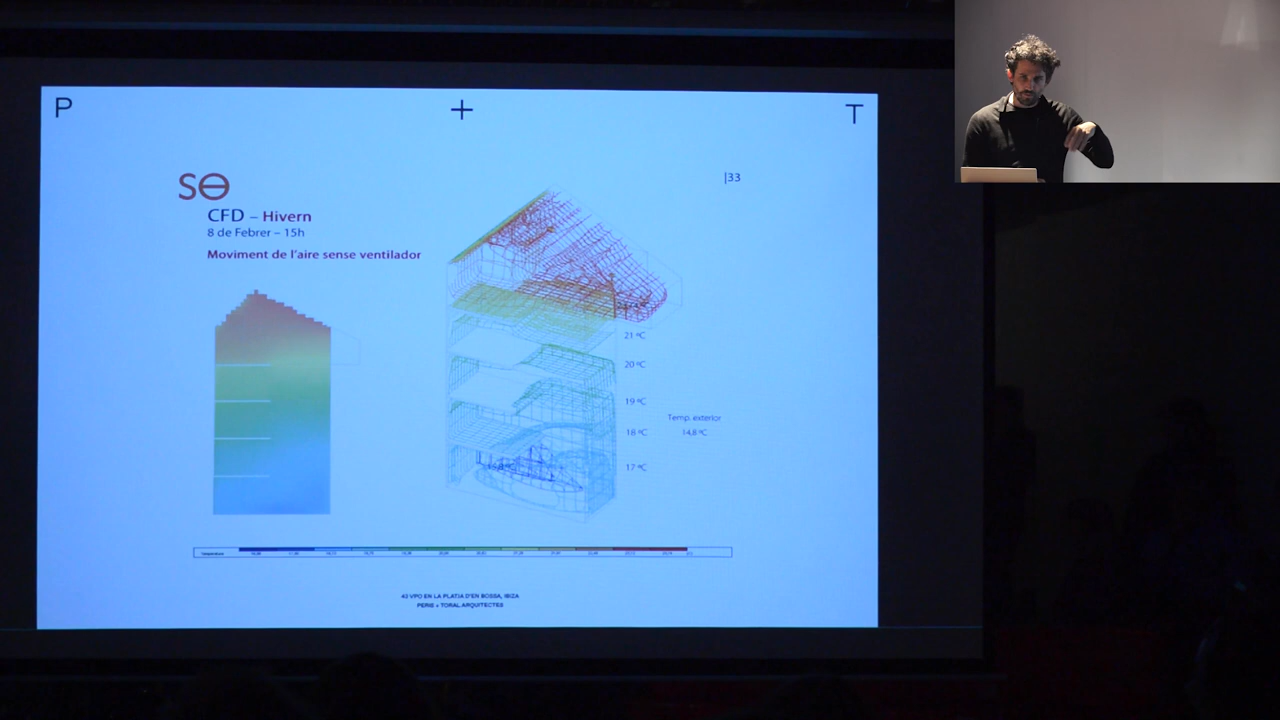 P + T
SO
|33
CFD – Hivern
8 de Febrer – 15h
Moviment de l'aire sense ventilador
21 ºC
20 ºC
19 ºC
18 ºC
17 ºC
Temp. exterior
14,8 ºC
43 VPO EN LA PLATJA D'EN BOSSA, IBIZA
PERIS + TORAL ARQUITECTES